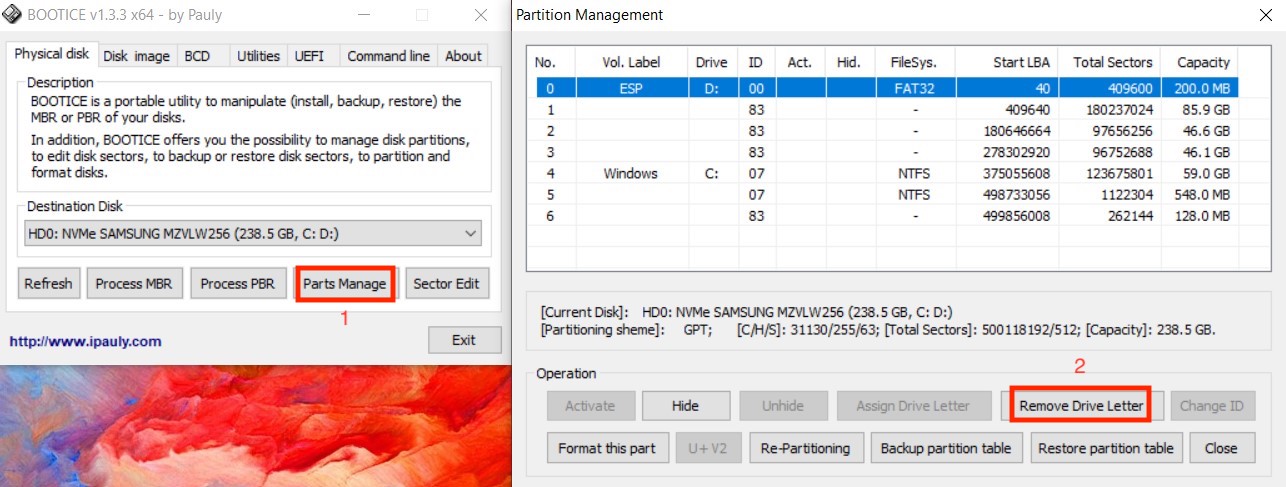 BOOTICE v1.3.3 x64 - by Pauly
Physical disk Disk image BCD Utilities UEFI Command line About
Description
BOOTICE is a portable utility to manipulate (install, backup, restore) the
MBR or PBR of your disks.
In addition, BOOTICE offers you the possibility to manage disk partitions,
to edit disk sectors, to backup or restore disk sectors, to partition and
format disks.
Destination Disk
HD0: NVMe SAMSUNG MZVLW256 (238.5 GB, C: D:)
Refresh Process MBR Process PBR Parts Manage Sector Edit
1
http://www.ipauly.com Exit
Partition Management
No. Vol. Label Drive ID Act. Hid. FileSys. Start LBA Total Sectors Capacity
0 ESP D: 00 FAT32 40 409600 200.0 MB
1 83 - 409640 180237024 85.9 GB
2 83 - 180646664 97656256 46.6 GB
3 83 - 278302920 96752688 46.1 GB
4 Windows C: 07 NTFS 375055608 123675801 59.0 GB
5 07 NTFS 498733056 1122304 548.0 MB
6 83 - 499856008 262144 128.0 MB
[Current Disk]: HD0: NVMe SAMSUNG MZVLW256 (238.5 GB, C: D:)
[Partitioning sheme]: GPT; [C/H/S]: 31130/255/63; [Total Sectors]: 500118192/512; [Capacity]: 238.5 GB.
Operation
2
Activate Hide Unhide Assign Drive Letter Remove Drive Letter Change ID
Format this part U+ V2 Re-Partitioning Backup partition table Restore partition table Close